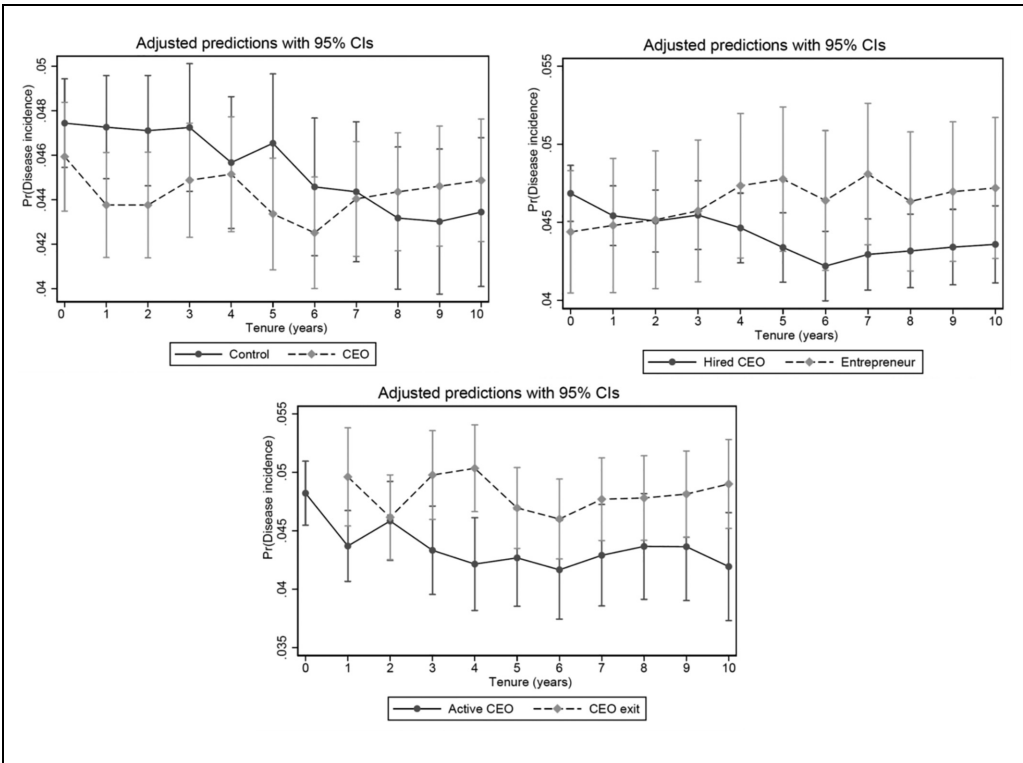 Adjusted predictions with 95% CIs
Pr(Disease incidence)
.05
.048
.046
.044
.042
.04
0 1 2 3 4 5 6 7 8 9 10
Tenure (years)
Control CEO
Adjusted predictions with 95% CIs
Pr(Disease incidence)
.055
.05
.045
.04
0 1 2 3 4 5 6 7 8 9 10
Tenure (years)
Hired CEO Entrepreneur
Adjusted predictions with 95% CIs
Pr(Disease incidence)
.055
.05
.045
.04
.035
0 1 2 3 4 5 6 7 8 9 10
Tenure (years)
Active CEO CEO exit